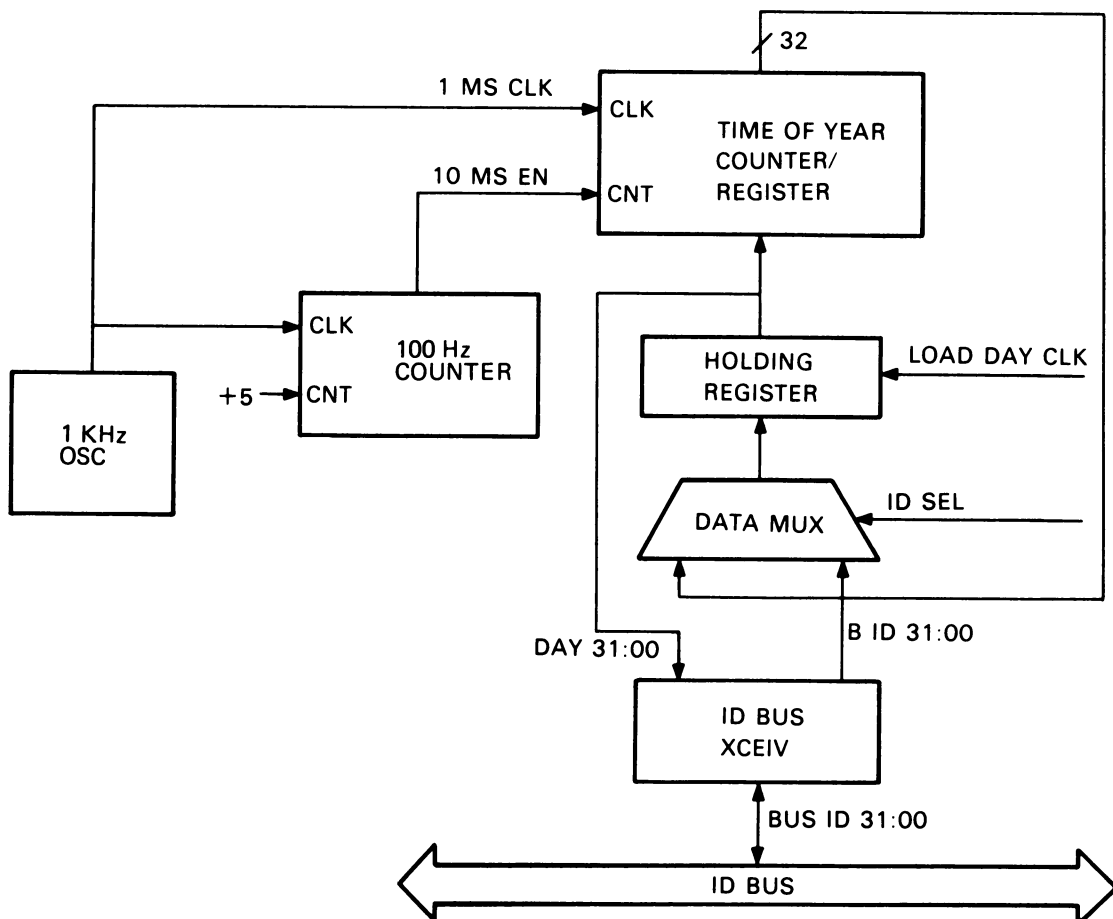 32
1 MS CLK
CLK
TIME OF YEAR
COUNTER/
REGISTER
10 MS EN
CNT
CLK
100 Hz
COUNTER
+5
CNT
1 KHz
OSC
HOLDING
REGISTER
LOAD DAY CLK
DATA MUX
ID SEL
DAY 31:00
B ID 31:00
ID BUS
XCEIV
BUS ID 31:00
ID BUS